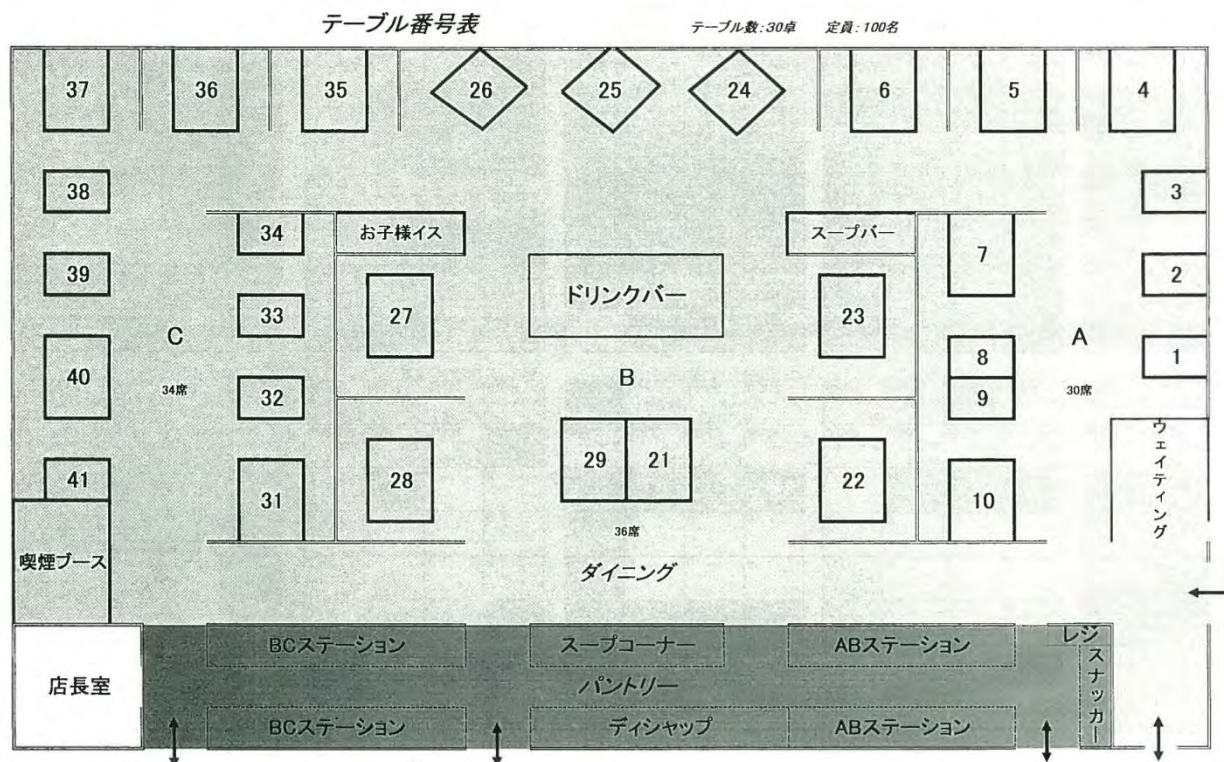 テーブル番号表
テーブル数:30卓 定員:100名
37 36 35 26 25 24 6 5 4
38 3
34 お子様イス スープバー 7
39 2
33 27 ドリンクバー 23
C A
40 8 1
34席 32 B 9 30席
41 28 29 21 22 ウェイティング
31 10
36席
喫煙ブース
ダイニング
BCステーション スープコーナー ABステーション レジ
店長室 パントリー スナッカー
BCステーション ディシャップ ABステーション